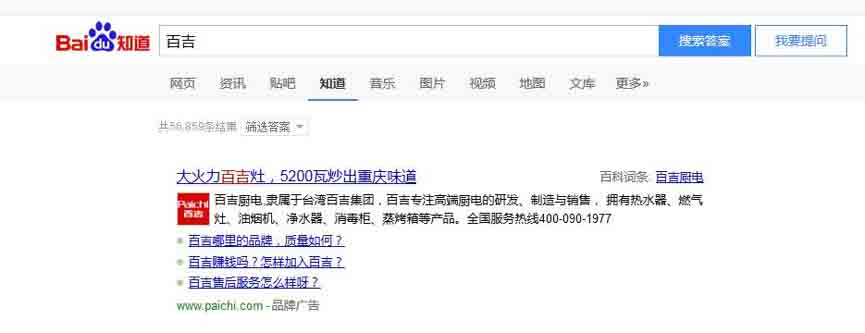 Bai du 知道 百吉 搜索答案 我要提问
网页 资讯 贴吧 知道 音乐 图片 视频 地图 文库 更多»
共56,859条结果 筛选答案
大火力百吉灶，5200瓦炒出重庆味道 百科词条: 百吉厨电
Paichi 百吉厨电,隶属于台湾百吉集团，百吉专注高端厨电的研发、制造与销售，拥有热水器、燃气
百吉 灶、油烟机、净水器、消毒柜、蒸烤箱等产品。全国服务热线400-090-1977
百吉哪里的品牌，质量如何？
百吉赚钱吗？怎样加入百吉？
百吉售后服务怎么样呀？
www.paichi.com - 品牌广告